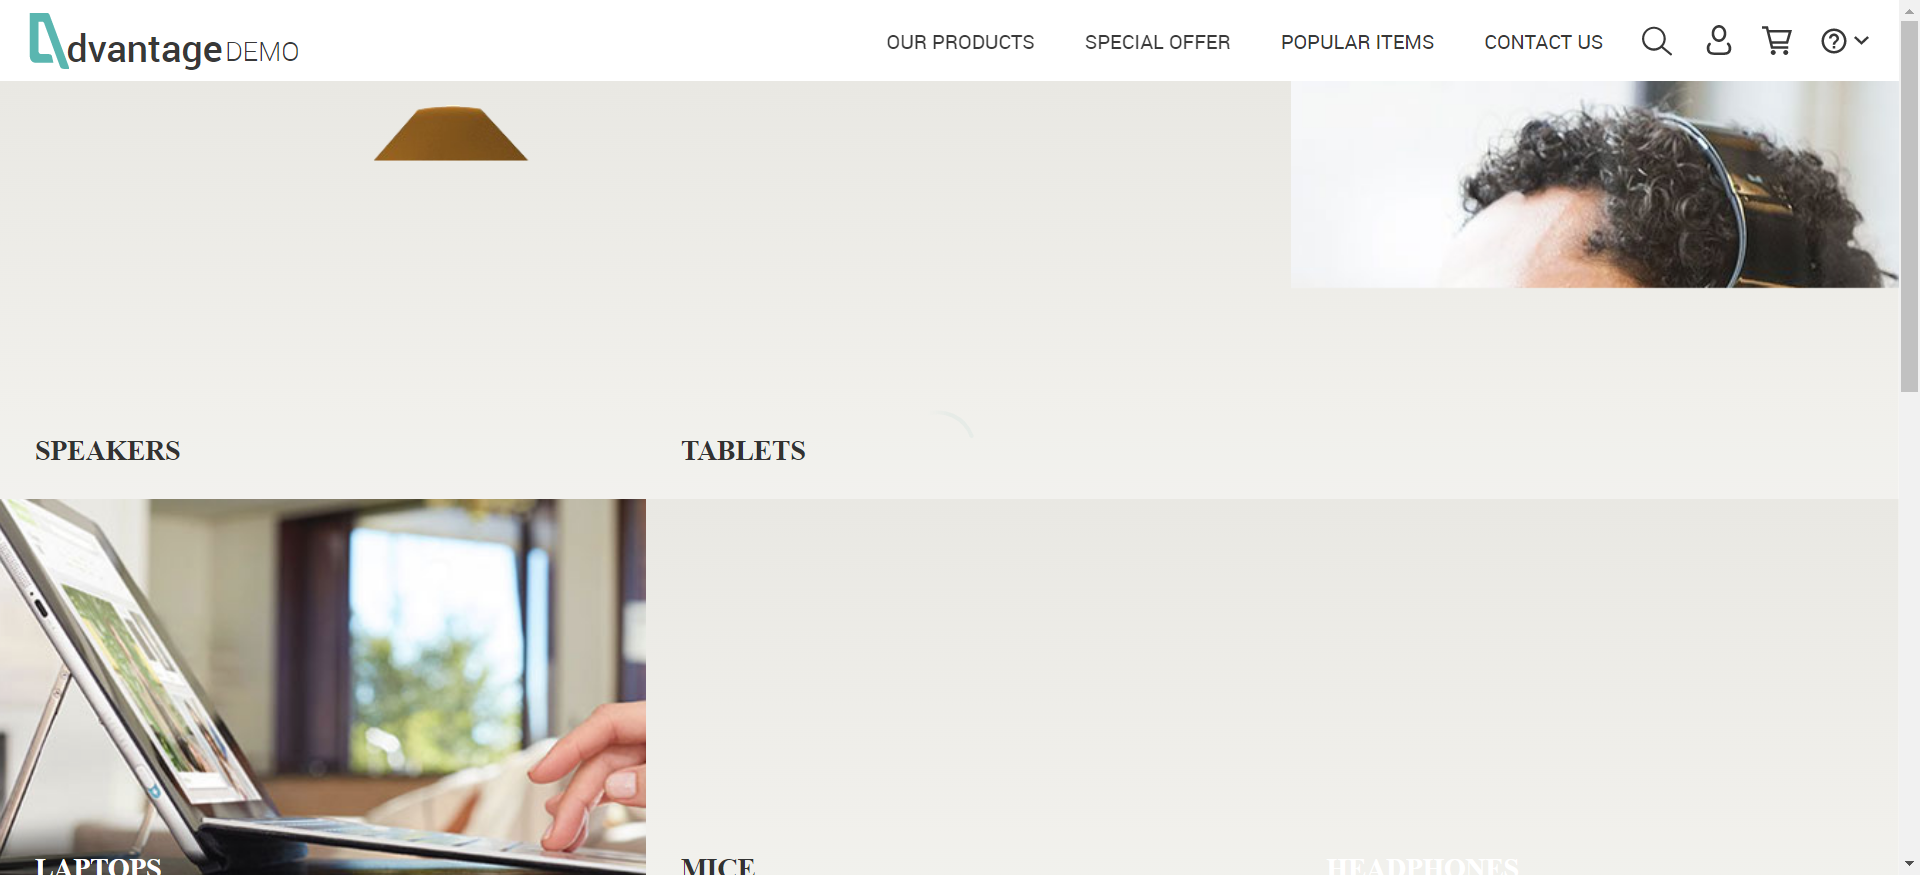 dvantage DEMO
OUR PRODUCTS
SPECIAL OFFER
POPULAR ITEMS
CONTACT US
SPEAKERS
TABLETS
LAPTOPS
MICE
HEADPHONES